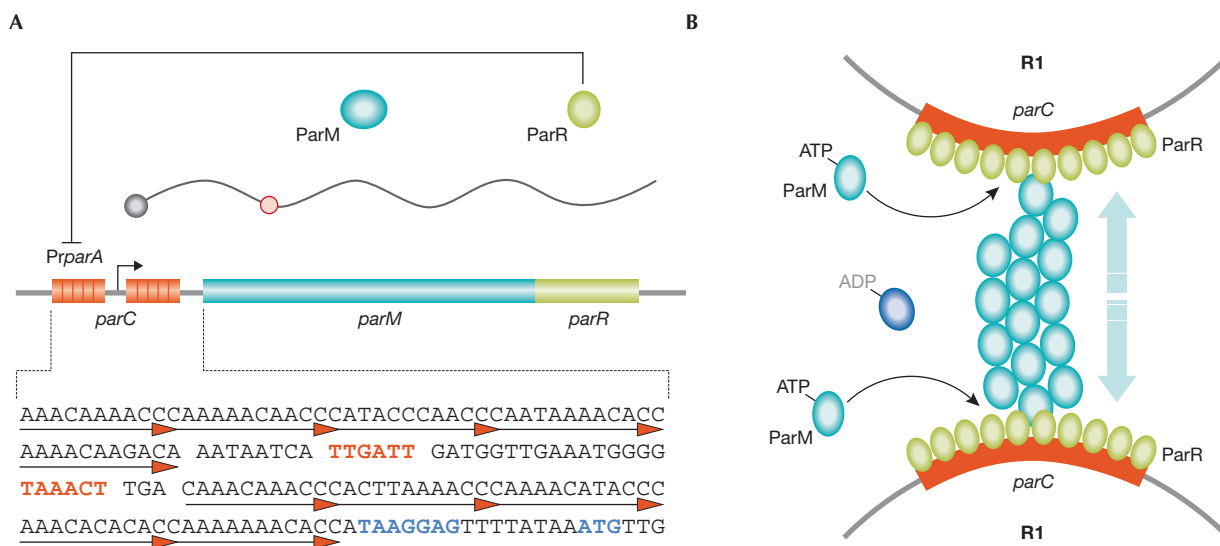 A
ParM
ParR
PrparA
parC
parM
parR
AAACAAAACCCAAAAACAACCCATACCCAACCCAATAAAACACC
AAAACAAGACA AATAATCA TTGATT GATGGTTGAAATGGGG
TAAACT TGA CAAACAAACCCACTTAAAACCCAAAACATACCC
AAACACACACCAAAAAAACACCATAAGGAGTTTTATAAATGTTG
B
R1
parC
ParR
ATP
ParM
ADP
ATP
ParM
ParR
parC
R1